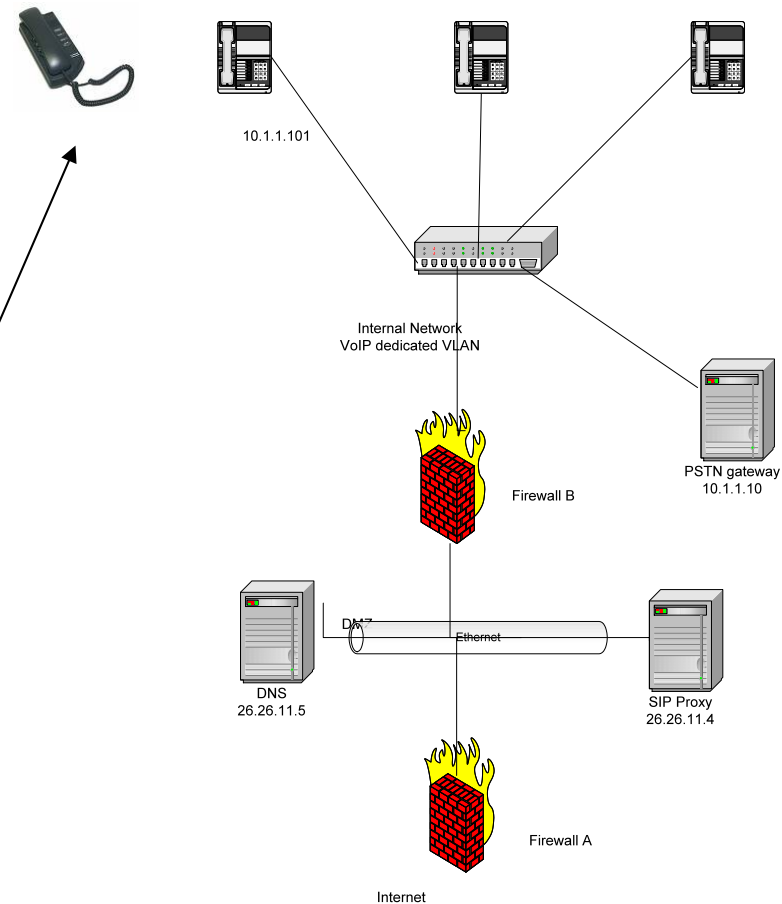 10.1.1.101
Internal Network
VoIP dedicated VLAN
PSTN gateway
10.1.1.10
Firewall B
DMZ
Ethernet
DNS
26.26.11.5
SIP Proxy
26.26.11.4
Firewall A
Internet